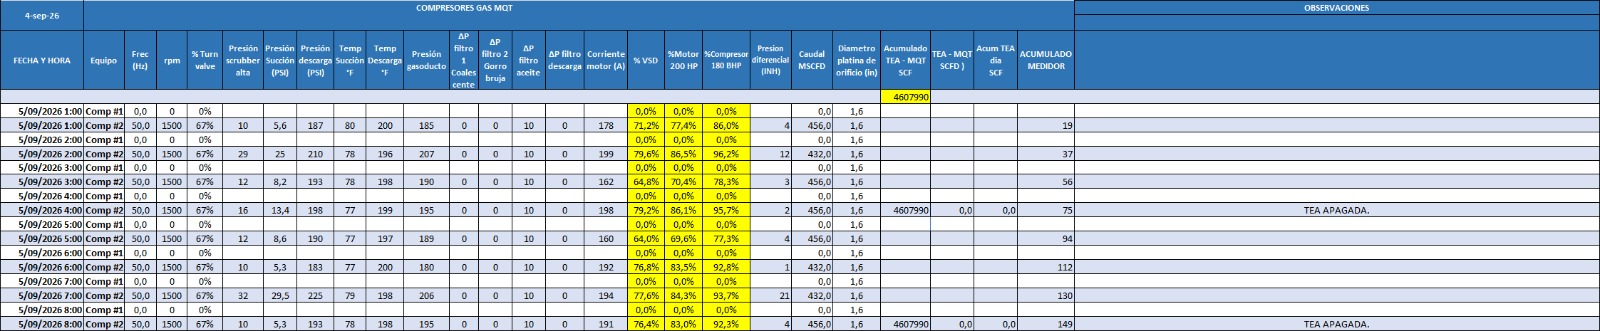 4-sep-26 COMPRESORES GAS MQT OBSERVACIONES
FECHA Y HORA Equipo Frec (Hz) rpm % Turn valve Presión scrubber alta Presión Succión (PSI) Presión descarga (PSI) Temp Succiòn °F Temp Descarga °F Presión gasoducto ΔP filtro 1 Coales cente ΔP filtro 2 Gorro bruja ΔP filtro aceite ΔP filtro descarga Corriente motor (A) % VSD %Motor 200 HP %Compresor 180 BHP Presion diferencial (INH) Caudal MSCFD Diametro platina de orificio (in) Acumulado TEA - MQT SCF TEA - MQT SCFD ) Acum TEA dia SCF ACUMULADO MEDIDOR
4607990
5/09/2026 1:00 Comp #1 0,0 0 0% 0,0% 0,0% 0,0% 0,0 1,6
5/09/2026 1:00 Comp #2 50,0 1500 67% 10 5,6 187 80 200 185 0 0 10 0 178 71,2% 77,4% 86,0% 4 456,0 1,6 19
5/09/2026 2:00 Comp #1 0,0 0 0% 0,0% 0,0% 0,0% 0,0 1,6
5/09/2026 2:00 Comp #2 50,0 1500 67% 29 25 210 78 196 207 0 0 10 0 199 79,6% 86,5% 96,2% 12 432,0 1,6 37
5/09/2026 3:00 Comp #1 0,0 0 0% 0,0% 0,0% 0,0% 0,0 1,6
5/09/2026 3:00 Comp #2 50,0 1500 67% 12 8,2 193 78 198 190 0 0 10 0 162 64,8% 70,4% 78,3% 3 456,0 1,6 56
5/09/2026 4:00 Comp #1 0,0 0 0% 0,0% 0,0% 0,0% 0,0 1,6
5/09/2026 4:00 Comp #2 50,0 1500 67% 16 13,4 198 77 199 195 0 0 10 0 198 79,2% 86,1% 95,7% 2 456,0 1,6 4607990 0,0 0,0 75 TEA APAGADA.
5/09/2026 5:00 Comp #1 0,0 0 0% 0,0% 0,0% 0,0% 0,0 1,6
5/09/2026 5:00 Comp #2 50,0 1500 67% 12 8,6 190 77 197 189 0 0 10 0 160 64,0% 69,6% 77,3% 4 456,0 1,6 94
5/09/2026 6:00 Comp #1 0,0 0 0% 0,0% 0,0% 0,0% 0,0 1,6
5/09/2026 6:00 Comp #2 50,0 1500 67% 10 5,3 183 77 200 180 0 0 10 0 192 76,8% 83,5% 92,8% 1 432,0 1,6 112
5/09/2026 7:00 Comp #1 0,0 0 0% 0,0% 0,0% 0,0% 0,0 1,6
5/09/2026 7:00 Comp #2 50,0 1500 67% 32 29,5 225 79 198 206 0 0 10 0 194 77,6% 84,3% 93,7% 21 432,0 1,6 130
5/09/2026 8:00 Comp #1 0,0 0 0% 0,0% 0,0% 0,0% 0,0 1,6
5/09/2026 8:00 Comp #2 50,0 1500 67% 10 5,3 193 78 198 195 0 0 10 0 191 76,4% 83,0% 92,3% 4 456,0 1,6 4607990 0,0 0,0 149 TEA APAGADA.